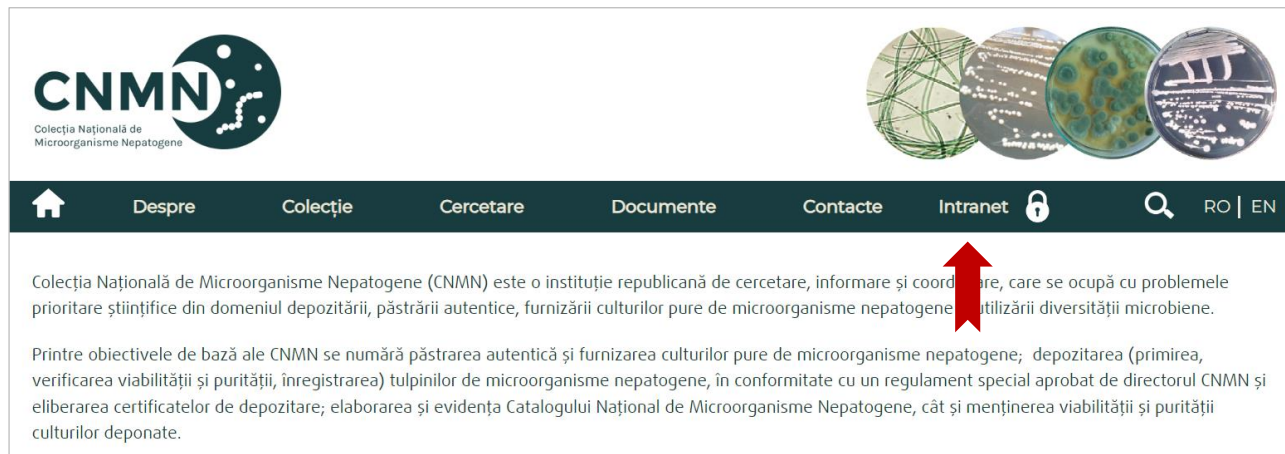 CNMN
Colecția Națională de
Microorganisme Nepatogene
Despre Colecție Cercetare Documente Contacte Intranet RO | EN
Colecția Națională de Microorganisme Nepatogene (CNMN) este o instituție republicană de cercetare, informare și care se ocupă cu problemele
prioritare științifice din domeniul depozitării, păstrării autentice, furnizării culturilor pure de microorganisme nepatogene utilizării diversității microbiene.
Printre obiectivele de bază ale CNMN se numără păstrarea autentică și furnizarea culturilor pure de microorganisme nepatogene; depozitarea (primirea,
verificarea viabilității și purității, înregistrarea) tulpinilor de microorganisme nepatogene, în conformitate cu un regulament special aprobat de directorul CNMN și
eliberarea certificatelor de depozitare; elaborarea și evidența Catalogului Național de Microorganisme Nepatogene, cât și menținerea viabilității și purității
culturilor deponate.